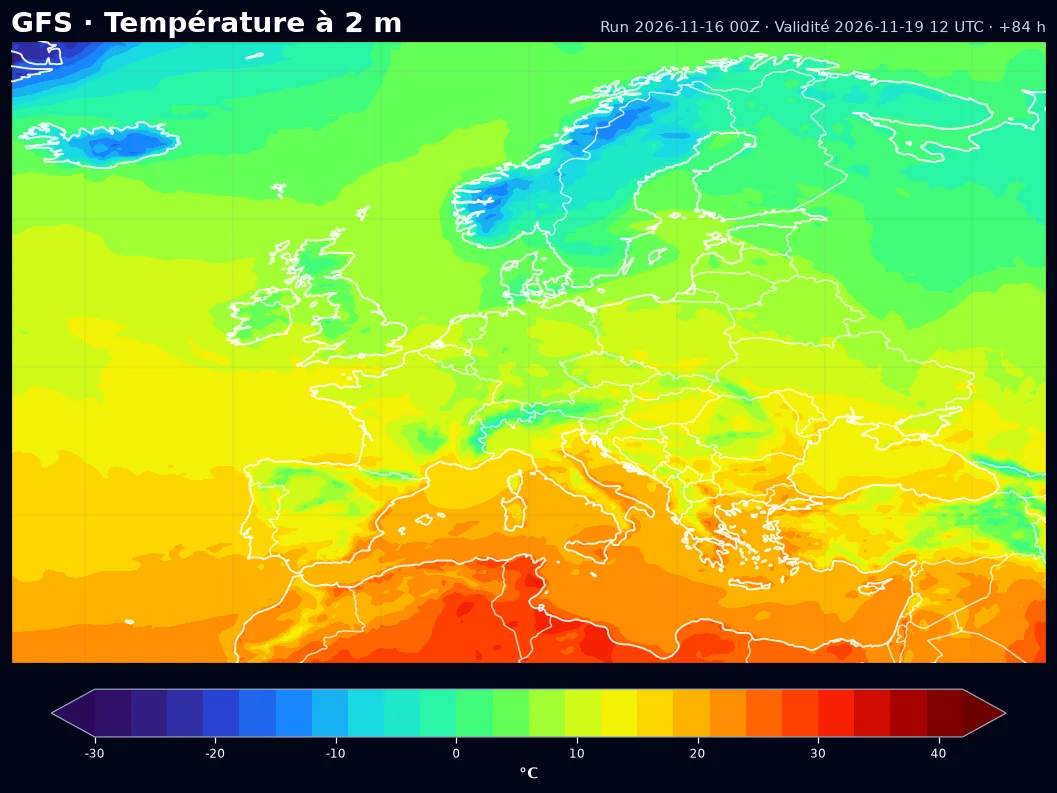 GFS · Température à 2 m
Run 2026-11-16 00Z · Validité 2026-11-19 12 UTC · +84 h
-30 -20 -10 0 10 20 30 40
°C